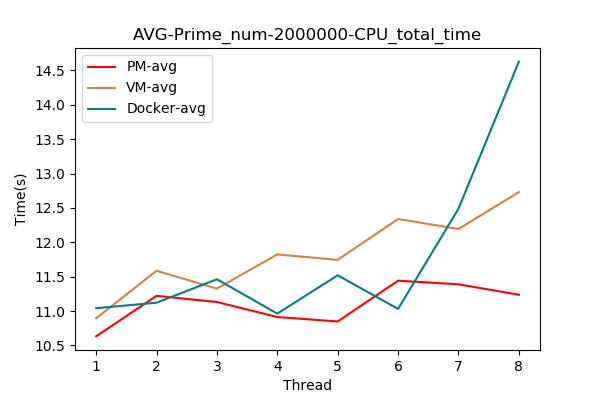 AVG-Prime_num-2000000-CPU_total_time
PM-avg
VM-avg
Docker-avg
Time(s)
14.5
14.0
13.5
13.0
12.5
12.0
11.5
11.0
10.5
1 2 3 4 5 6 7 8
Thread